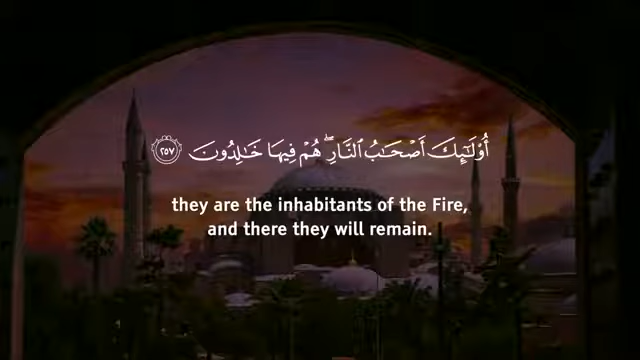 أُو۟لَـٰٓئِكَ أَصْحَـٰبُ ٱلنَّارِ ۖ هُمْ فِيهَا خَـٰلِدُونَ ٢٥٧
they are the inhabitants of the Fire,
and there they will remain.